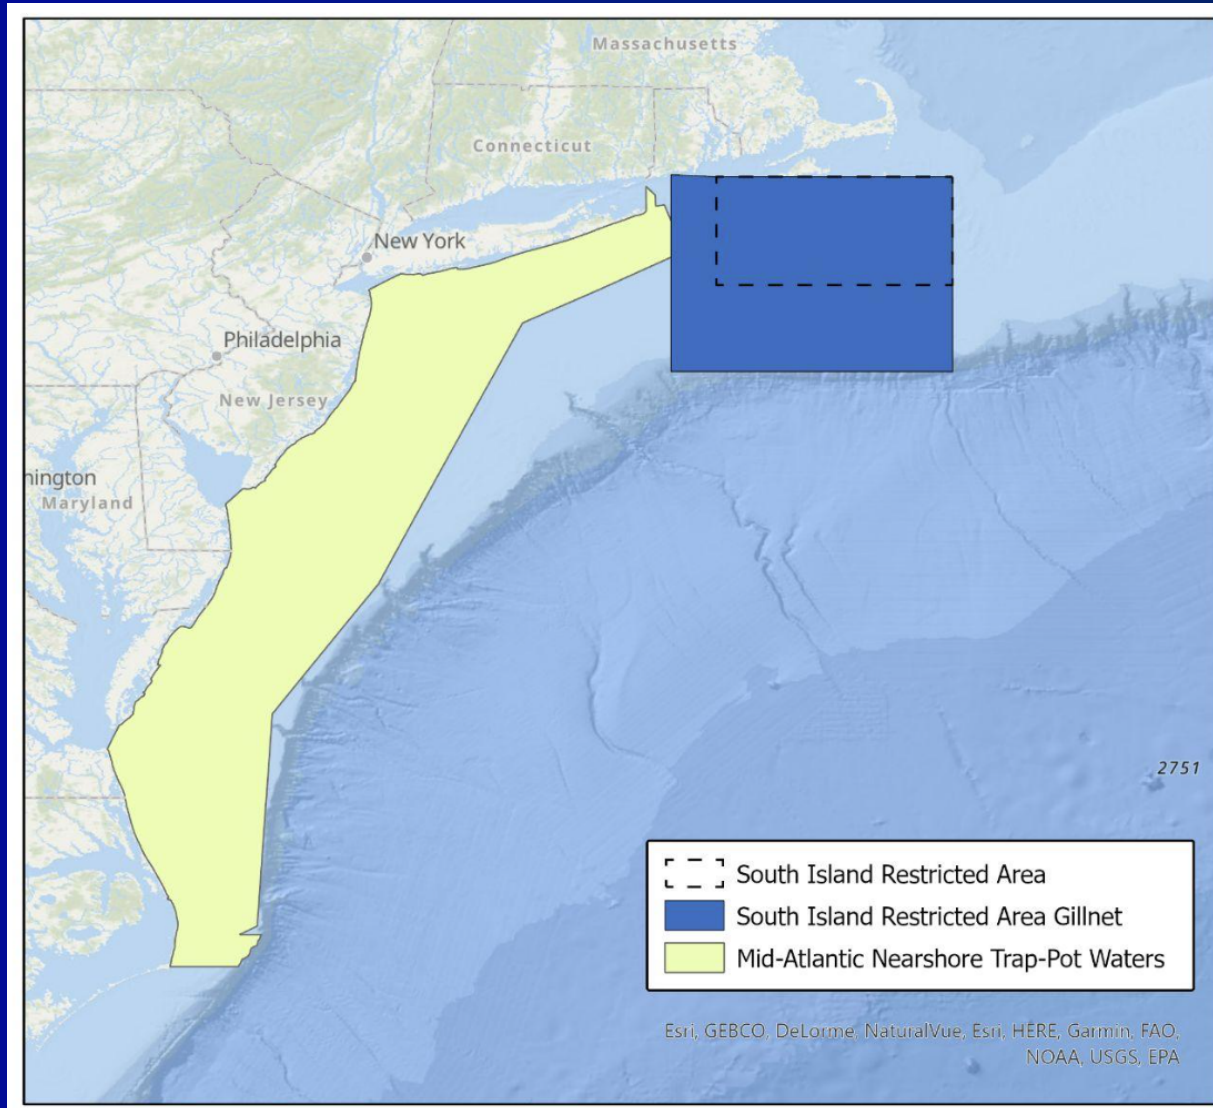 Massachusetts
Connecticut
New York
Philadelphia
New Jersey
hington
Maryland
2751
South Island Restricted Area
South Island Restricted Area Gillnet
Mid-Atlantic Nearshore Trap-Pot Waters
Esri, GEBCO, DeLorme, NaturalVue, Esri, HERE, Garmin, FAO,
NOAA, USGS, EPA